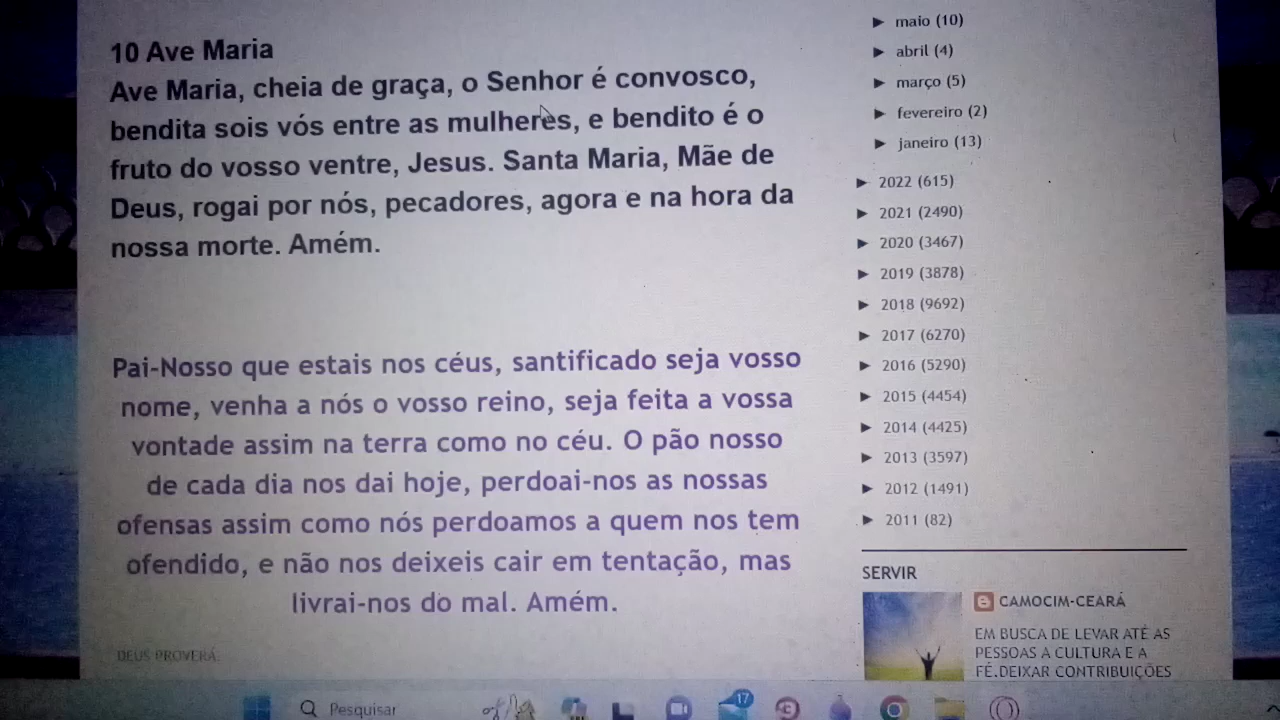 10 Ave Maria
Ave Maria, cheia de graça, o Senhor é convosco,
bendita sois vós entre as mulheres, e bendito é o
fruto do vosso ventre, Jesus. Santa Maria, Mãe de
Deus, rogai por nós, pecadores, agora e na hora da
nossa morte. Amém.
Pai-Nosso que estais nos céus, santificado seja vosso
nome, venha a nós o vosso reino, seja feita a vossa
vontade assim na terra como no céu. O pão nosso
de cada dia nos dai hoje, perdoai-nos as nossas
ofensas assim como nós perdoamos a quem nos tem
ofendido, e não nos deixeis cair em tentação, mas
livrai-nos do mal. Amém.
DEUS PROVERÁ.
► maio (10)
► abril (4)
► março (5)
► fevereiro (2)
► janeiro (13)
► 2022 (615)
► 2021 (2490)
► 2020 (3467)
► 2019 (3878)
► 2018 (9692)
► 2017 (6270)
► 2016 (5290)
► 2015 (4454)
► 2014 (4425)
► 2013 (3597)
► 2012 (1491)
► 2011 (82)
SERVIR
CAMOCIM-CEARÁ
EM BUSCA DE LEVAR ATÉ AS
PESSOAS A CULTURA E A
FÉ.DEIXAR CONTRIBUIÇÕES
Pesquisar
17